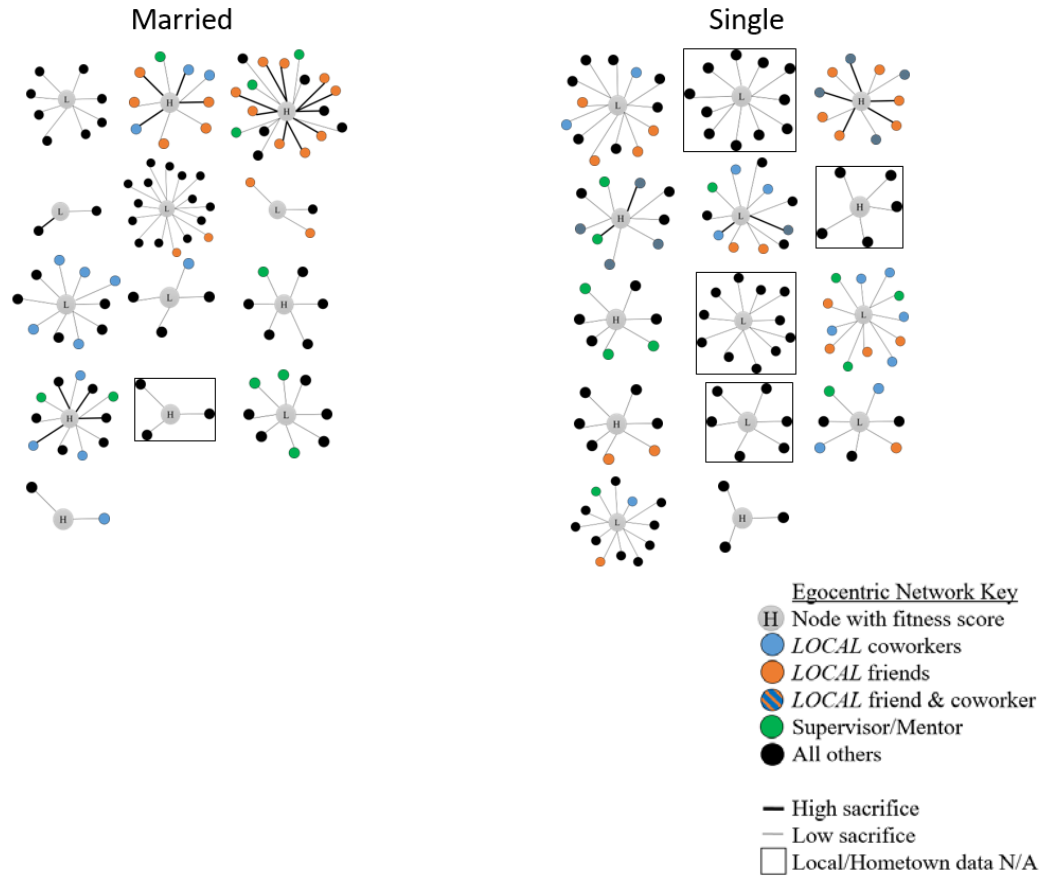 Married
Single
L
H
H
L
L
H
L
L
L
H
L
H
L
L
H
H
L
L
H
L
L
H
H
L
H
L
L
L
H
Egocentric Network Key
H Node with fitness score
LOCAL coworkers
LOCAL friends
LOCAL friend & coworker
Supervisor/Mentor
All others
High sacrifice
Low sacrifice
Local/Hometown data N/A